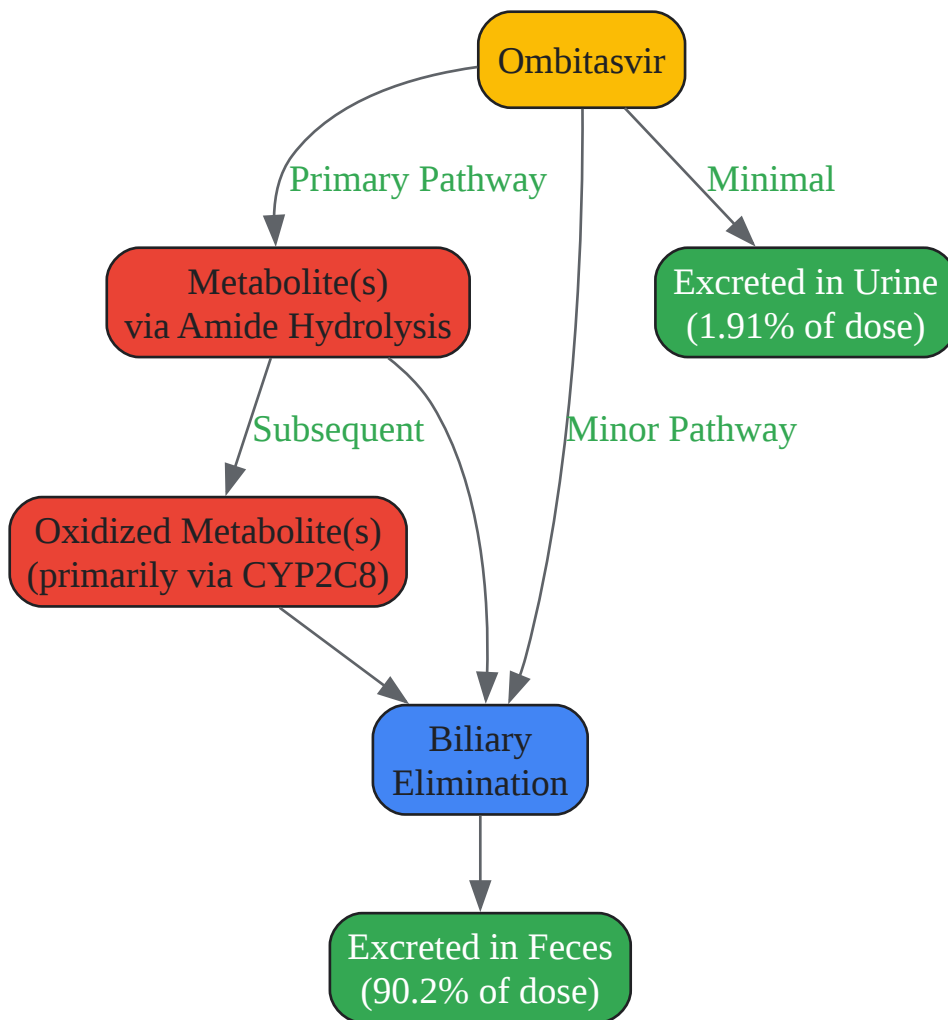 Ombitasvir
Primary Pathway
Minimal
Metabolite(s)
via Amide Hydrolysis
Excreted in Urine
(1.91% of dose)
Subsequent
Minor Pathway
Oxidized Metabolite(s)
(primarily via CYP2C8)
Biliary
Elimination
Excreted in Feces
(90.2% of dose)